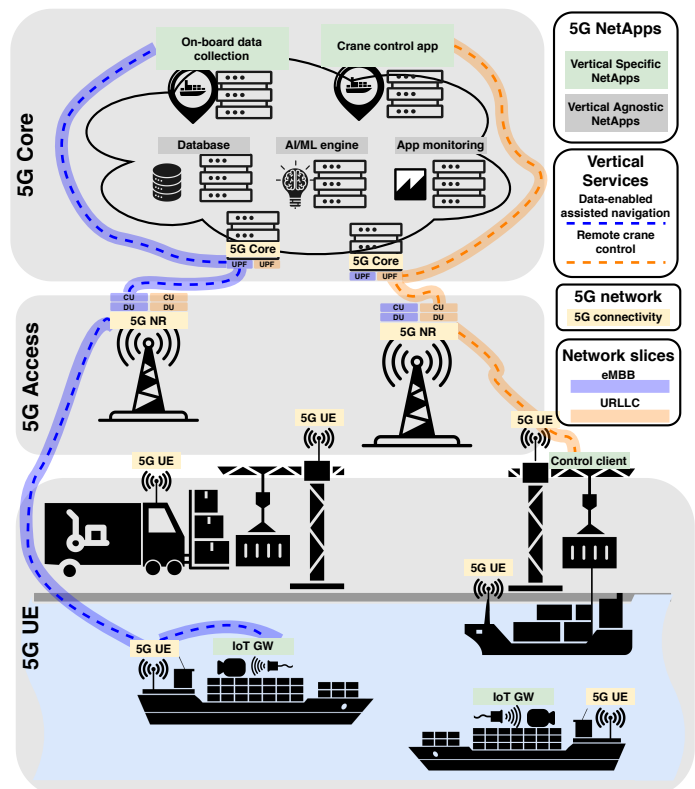 5G Core
On-board data
collection
Crane control app
Database
AI/ML engine
App monitoring
5G Core
UPF UPF
5G Core
UPF UPF
5G NetApps
Vertical Specific
NetApps
Vertical Agnostic
NetApps
Vertical
Services
Data-enabled
assisted navigation
Remote crane
control
5G network
5G connectivity
Network slices
eMBB
URLLC
5G Access
CU CU
DU DU
5G NR
CU CU
DU DU
5G NR
5G UE
5G UE
5G UE
Control client
5G UE
5G UE
5G UE
IoT GW
IoT GW
5G UE